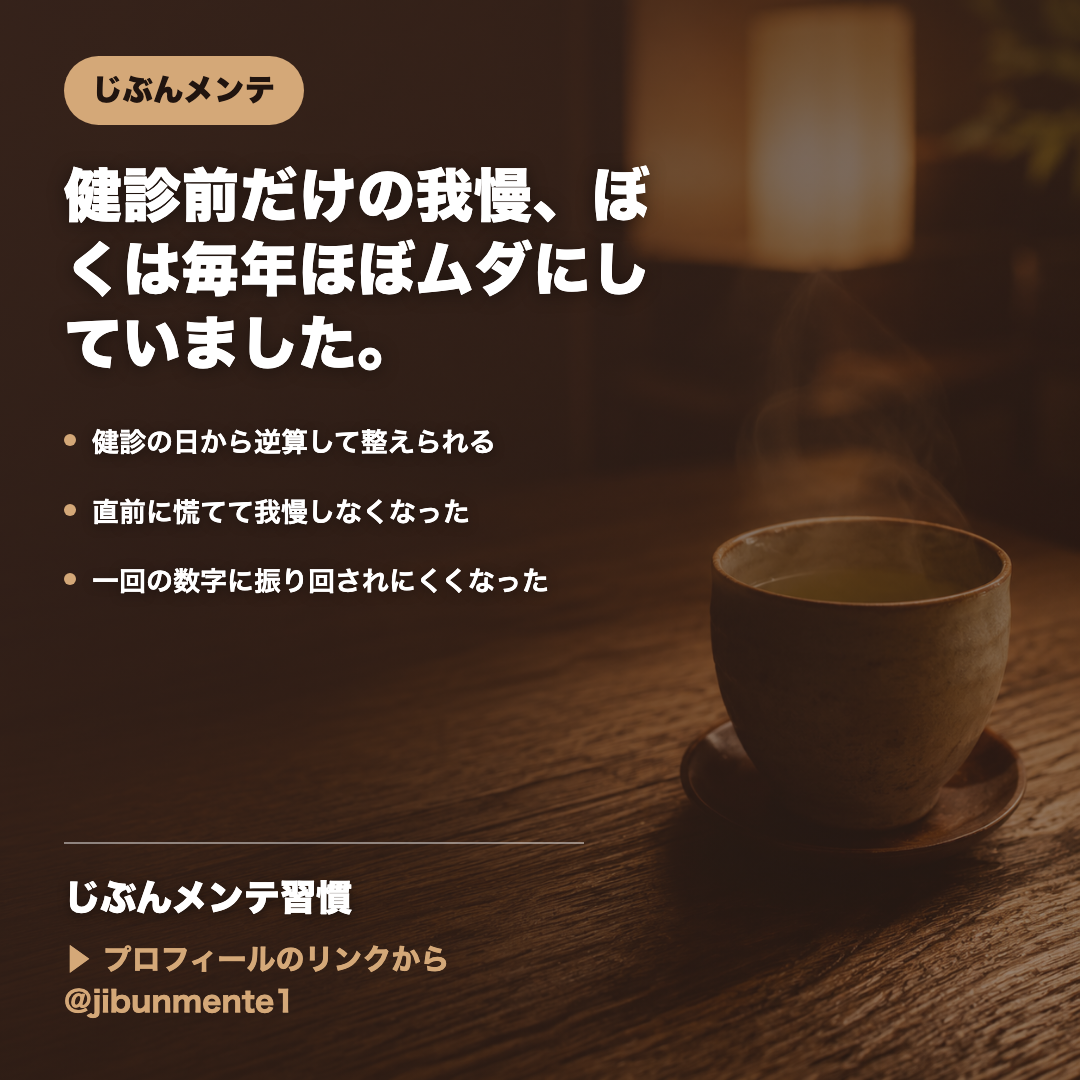 じぶんメンテ
健診前だけの我慢、ぼ
くは毎年ほぼムダにし
ていました。
• 健診の日から逆算して整えられる
• 直前に慌てて我慢しなくなった
• 一回の数字に振り回されにくくなった
じぶんメンテ習慣
▶ プロフィールのリンクから
@jibunmente1